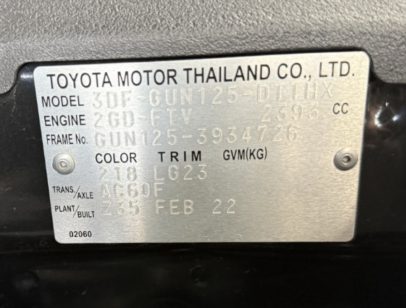 TOYOTA MOTOR THAILAND CO., LTD.
MODEL 3DF-GUN125-DTTHX
ENGINE 2GD-FTV 2393 CC
FRAME No. GUN125-3934726
COLOR TRIM GVM(KG)
218 LG23
TRANS./AXLE AC60F
PLANT/BUILT Z35 FEB 22
02060